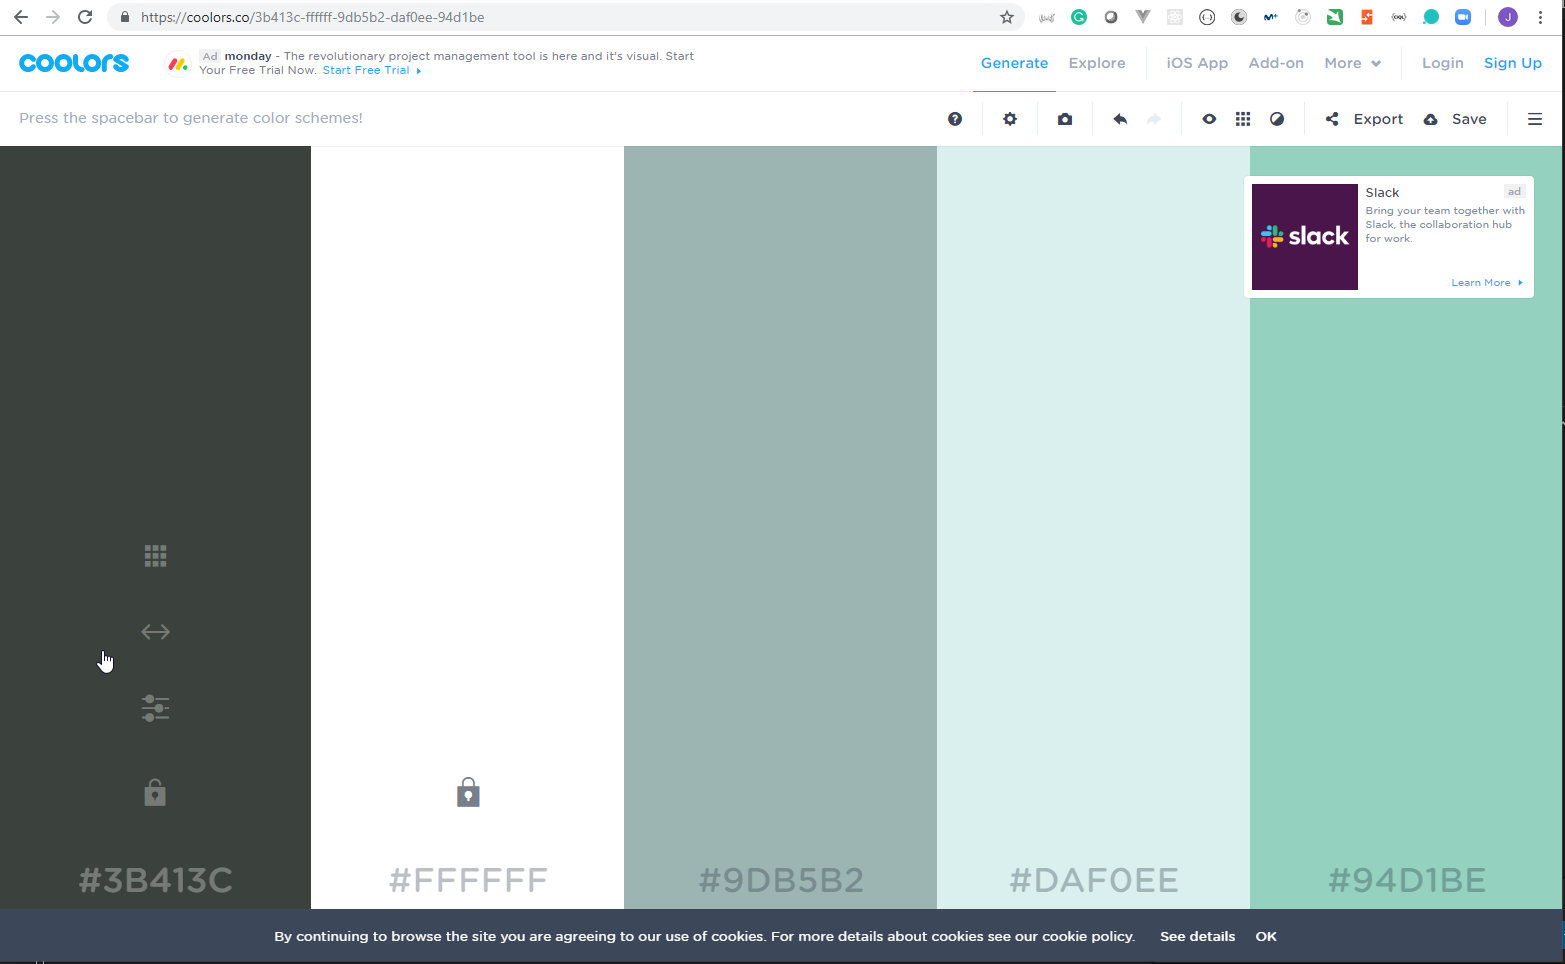 https://coolors.co/3b413c-ffffff-9db5b2-daf0ee-94d1be
J
coolors
Ad monday - The revolutionary project management tool is here and it's visual. Start
Your Free Trial Now. Start Free Trial
Generate Explore iOS App Add-on More Login Sign Up
Press the spacebar to generate color schemes!
Export Save
slack
Slack ad
Bring your team together with
Slack, the collaboration hub
for work.
Learn More
#3B413C #FFFFFF #9DB5B2 #DAF0EE #94D1BE
By continuing to browse the site you are agreeing to our use of cookies. For more details about cookies see our cookie policy. See details OK